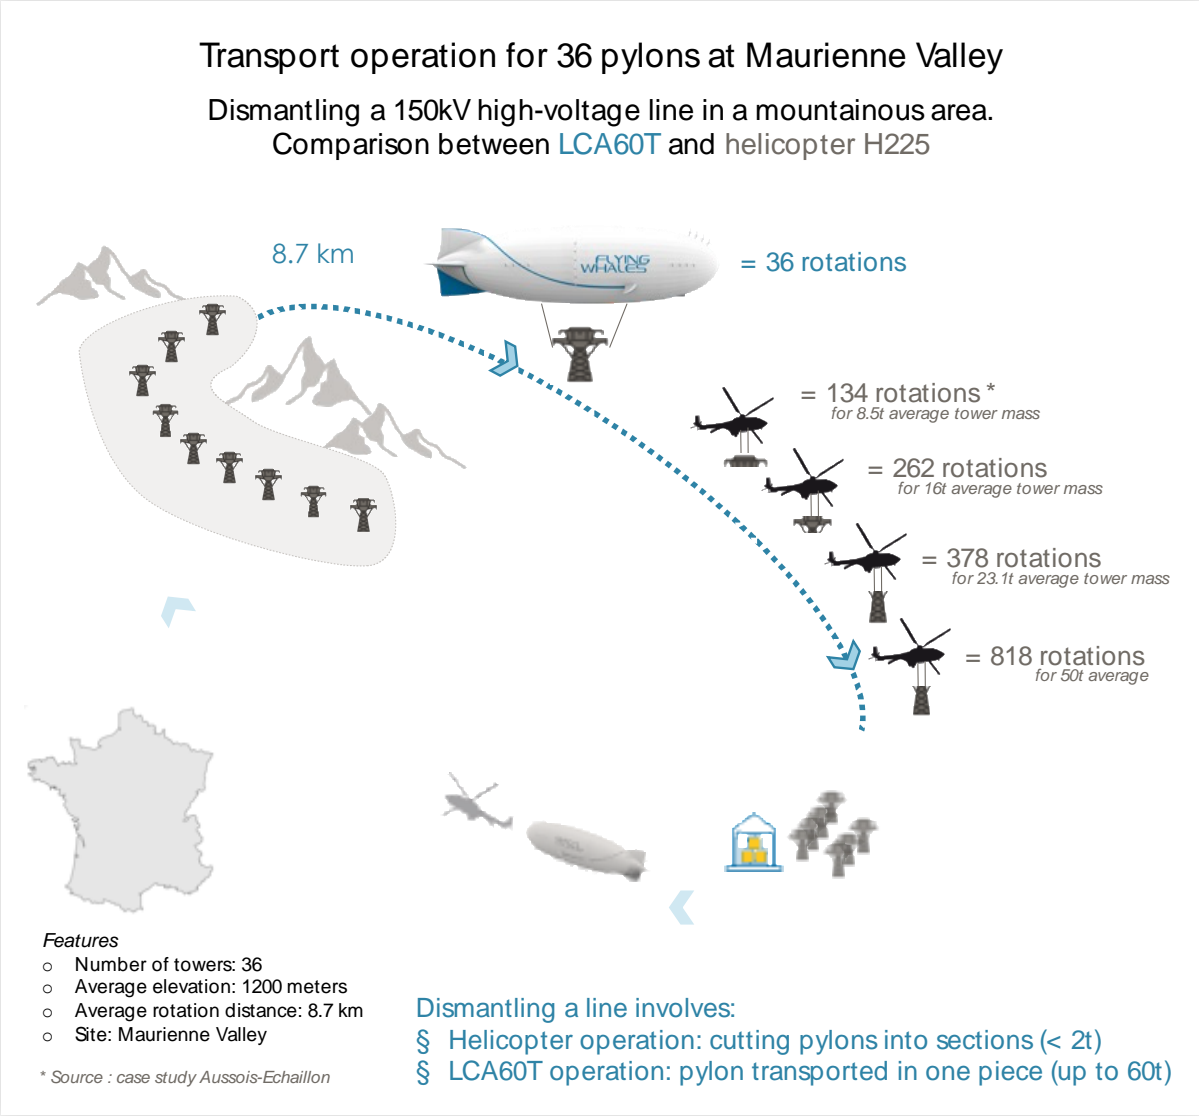 Transport operation for 36 pylons at Maurienne Valley
Dismantling a 150kV high-voltage line in a mountainous area.
Comparison between LCA60T and helicopter H225
8.7 km
FLYING
WHALES
= 36 rotations
= 134 rotations *
for 8.5t average tower mass
= 262 rotations
for 16t average tower mass
= 378 rotations
for 23.1t average tower mass
= 818 rotations
for 50t average
Features
o Number of towers: 36
o Average elevation: 1200 meters
o Average rotation distance: 8.7 km
o Site: Maurienne Valley
* Source : case study Aussois-Echaillon
Dismantling a line involves:
§ Helicopter operation: cutting pylons into sections (< 2t)
§ LCA60T operation: pylon transported in one piece (up to 60t)